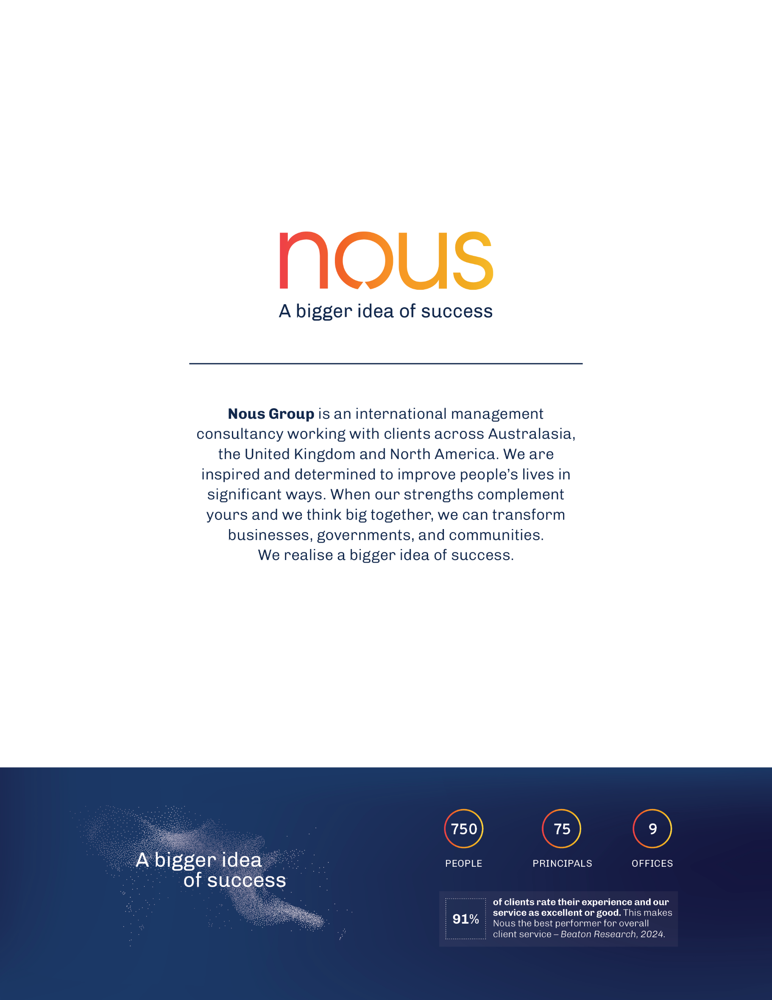 nous
A bigger idea of success
Nous Group is an international management
consultancy working with clients across Australasia,
the United Kingdom and North America. We are
inspired and determined to improve people’s lives in
significant ways. When our strengths complement
yours and we think big together, we can transform
businesses, governments, and communities.
We realise a bigger idea of success.
A bigger idea
of success
750
PEOPLE
75
PRINCIPALS
9
OFFICES
91%
of clients rate their experience and our
service as excellent or good. This makes
Nous the best performer for overall
client service – Beaton Research, 2024.